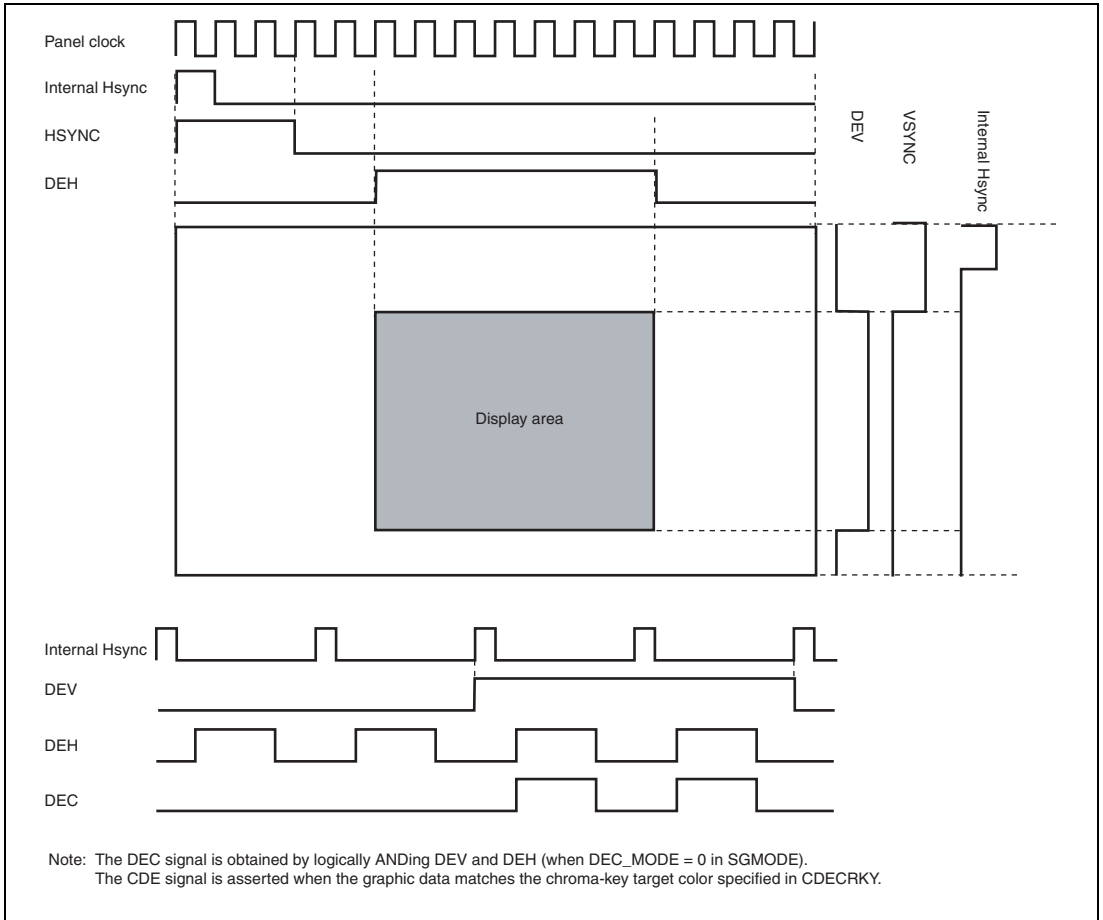 Panel clock
Internal Hsync
HSYNC
DEH
DEV
VSYNC
Internal Hsync
Display area
Internal Hsync
DEV
DEH
DEC
Note: The DEC signal is obtained by logically ANDing DEV and DEH (when DEC_MODE = 0 in SGMODE).
The CDE signal is asserted when the graphic data matches the chroma-key target color specified in CDECRKY.